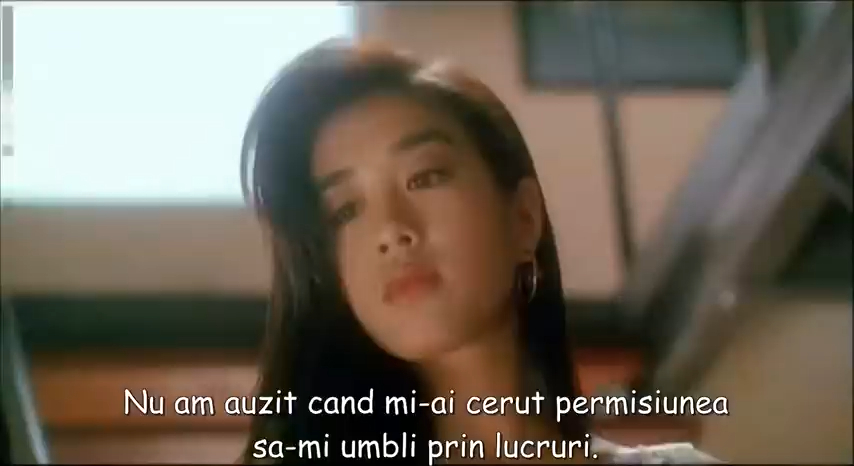 Nu am auzit cand mi-ai cerut permisiunea
sa-mi umbli prin lucruri.